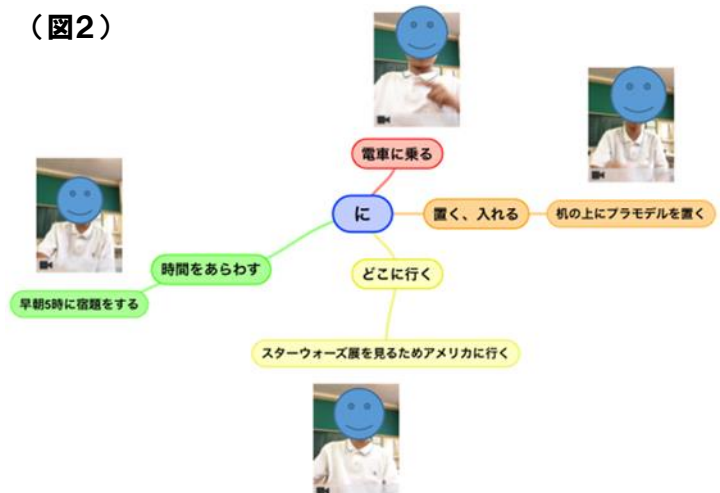 （図2）
電車に乗る
に
置く、入れる
机の上にプラモデルを置く
時間をあらわす
どこに行く
早朝5時に宿題をする
スターウォーズ展を見るためアメリカに行く